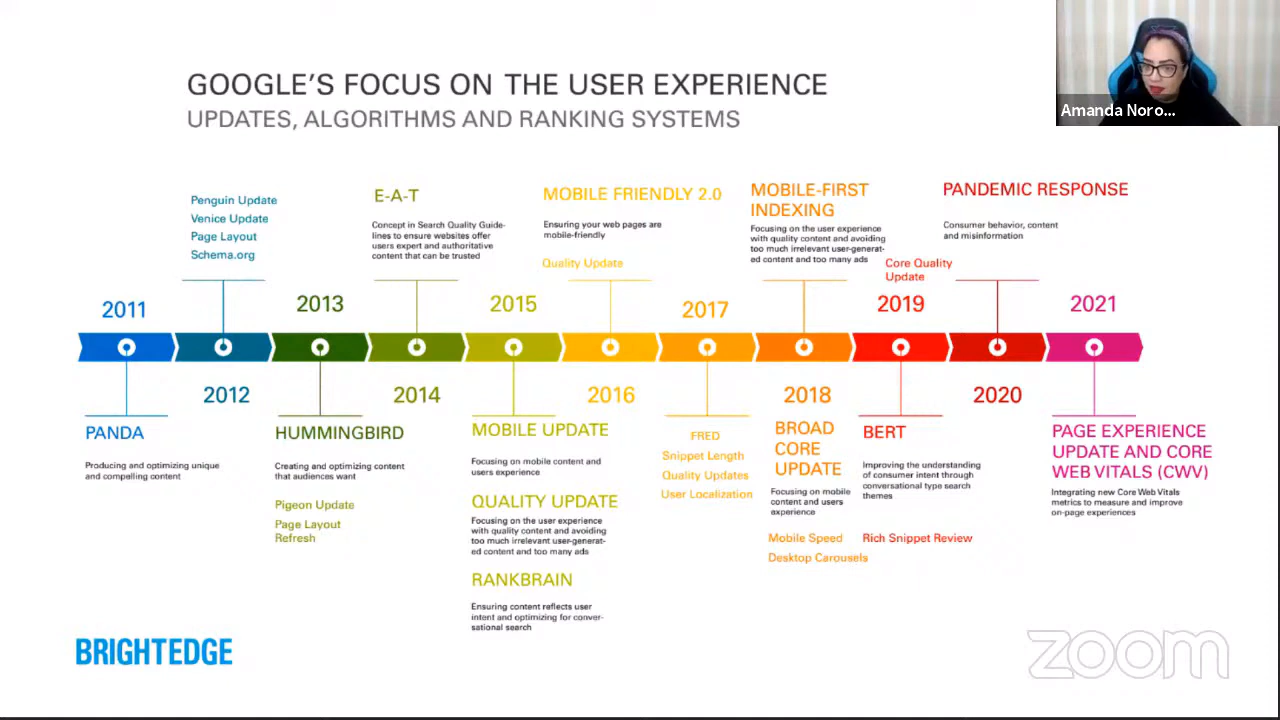 GOOGLE'S FOCUS ON THE USER EXPERIENCE
UPDATES, ALGORITHMS AND RANKING SYSTEMS
Amanda Noro...
Penguin Update
Venice Update
Page Layout
Schema.org
E-A-T
Concept in Search Quality Guide-
lines to ensure websites offer
users expert and authoritative
content that can be trusted
MOBILE FRIENDLY 2.0
Ensuring your web pages are
mobile-friendly
Quality Update
MOBILE-FIRST
INDEXING
Focusing on the user experience
with quality content and avoiding
too much irrelevant user-generat-
ed content and too many ads
Core Quality
Update
PANDEMIC RESPONSE
Consumer behavior, content
and misinformation
2011
2013
2015
2017
2019
2021
2012
2014
2016
2018
2020
PANDA
Producing and optimizing unique
and compelling content
HUMMINGBIRD
Creating and optimizing content
that audiences want
Pigeon Update
Page Layout
Refresh
MOBILE UPDATE
Focusing on mobile content and
users experience
QUALITY UPDATE
Focusing on the user experience
with quality content and avoiding
too much irrelevant user-generat-
ed content and too many ads
RANKBRAIN
Ensuring content reflects user
intent and optimizing for conver-
sational search
FRED
Snippet Length
Quality Updates
User Localization
BROAD
CORE
UPDATE
Focusing on mobile
content and users
experience
Mobile Speed
Desktop Carousels
BERT
Improving the understanding
of consumer intent through
conversational type search
themes
Rich Snippet Review
PAGE EXPERIENCE
UPDATE AND CORE
WEB VITALS (CWV)
Integrating new Core Web Vitals
metrics to measure and improve
on-page experiences
BRIGHTEDGE
zoom